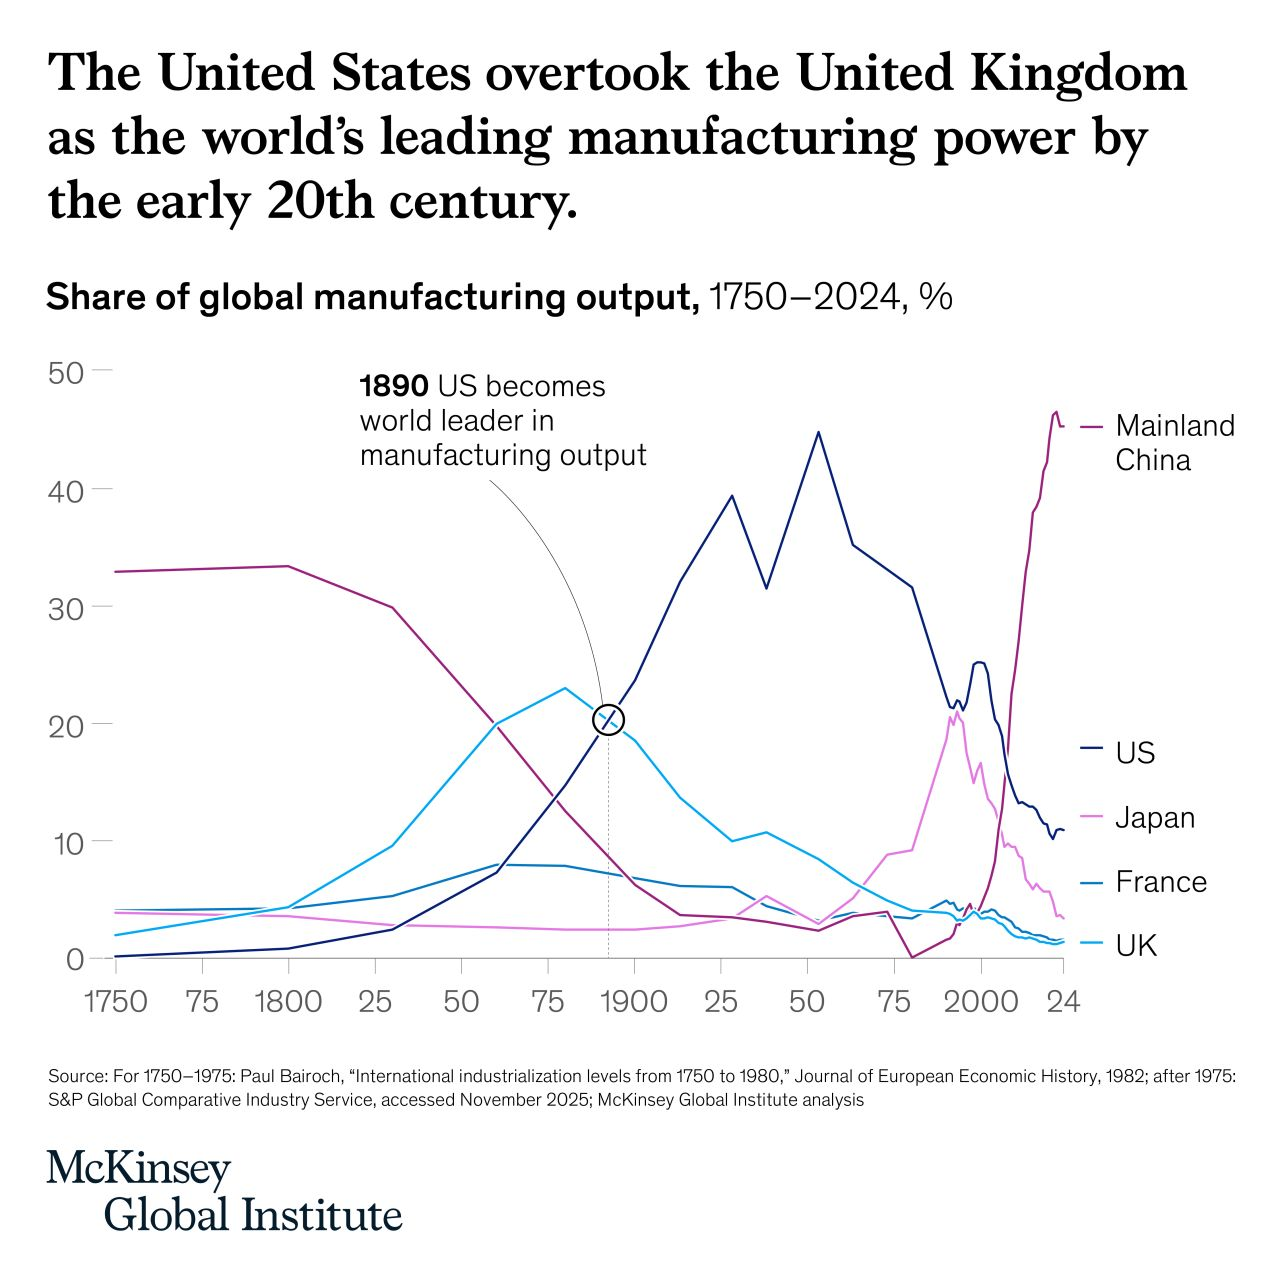 The United States overtook the United Kingdom
as the world’s leading manufacturing power by
the early 20th century.
Share of global manufacturing output, 1750–2024, %
50
40
30
20
10
0
1890 US becomes
world leader in
manufacturing output
Mainland
China
US
Japan
France
UK
1750 75 1800 25 50 75 1900 25 50 75 2000 24
Source: For 1750–1975: Paul Bairoch, “International industrialization levels from 1750 to 1980,” Journal of European Economic History, 1982; after 1975:
S&P Global Comparative Industry Service, accessed November 2025; McKinsey Global Institute analysis
McKinsey
Global Institute